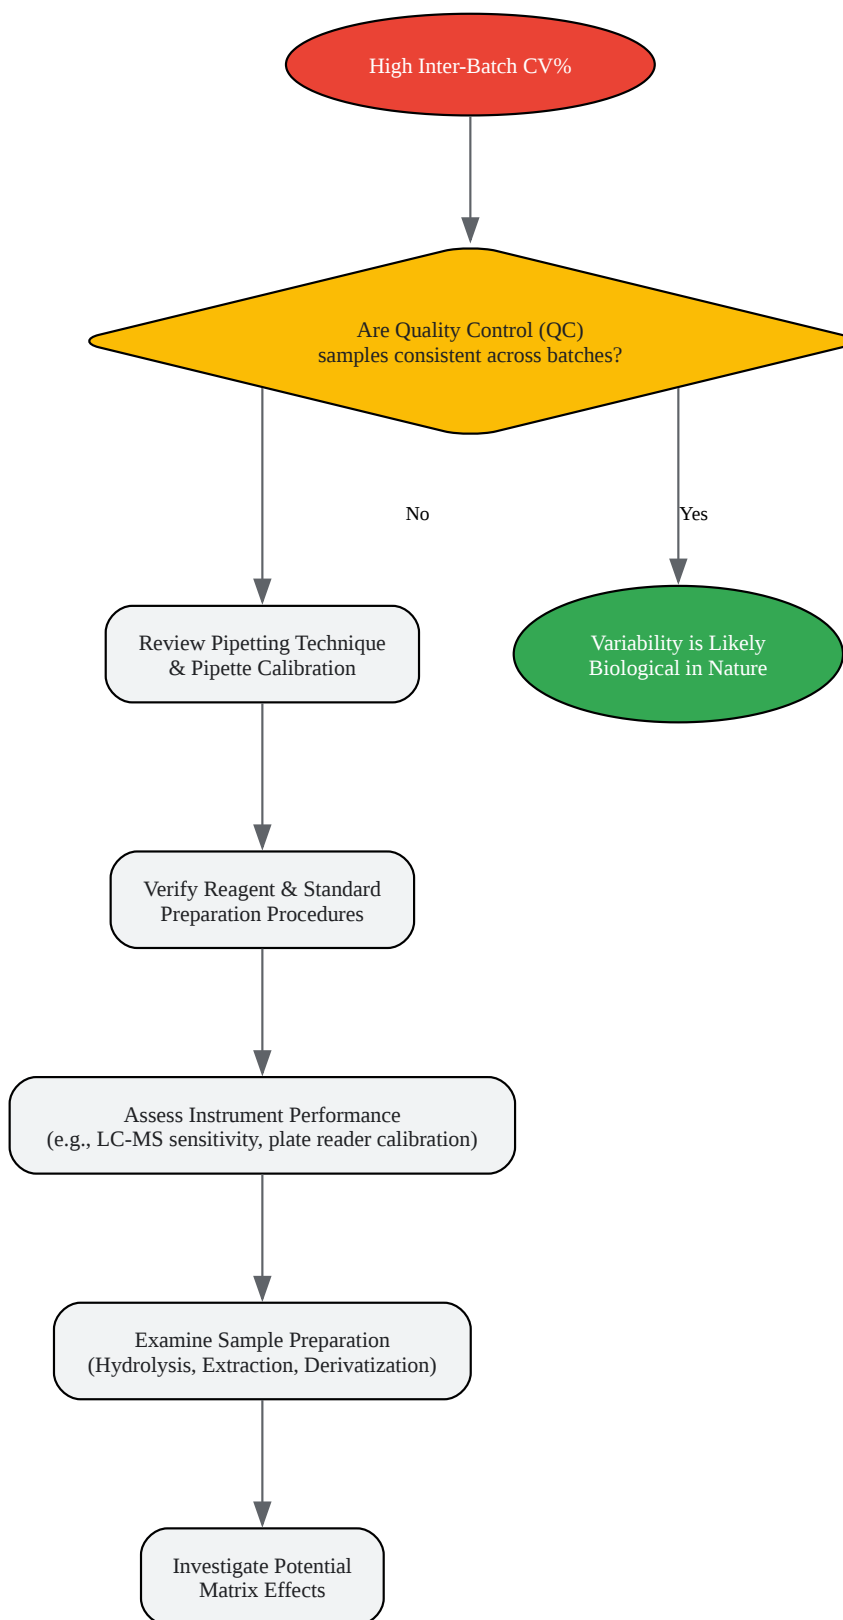 High Inter-Batch CV%
Are Quality Control (QC)
samples consistent across batches?
No
Yes
Review Pipetting Technique
& Pipette Calibration
Variability is Likely
Biological in Nature
Verify Reagent & Standard
Preparation Procedures
Assess Instrument Performance
(e.g., LC-MS sensitivity, plate reader calibration)
Examine Sample Preparation
(Hydrolysis, Extraction, Derivatization)
Investigate Potential
Matrix Effects